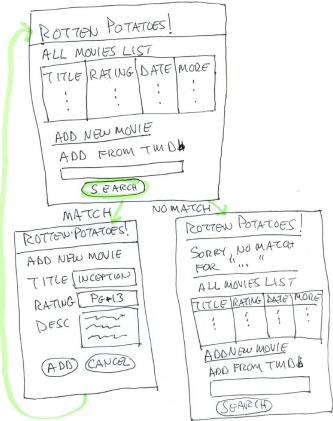 ROTTEN POTATOES!
ALL MOVIES LIST
TITLE RATING DATE MORE
ADD NEW MOVIE
ADD FROM TMDb
SEARCH
MATCH
NO MATCH
ROTTEN POTATOES!
ADD NEW MOVIE
TITLE INCEPTION
RATING PG-13
DESC
ADD CANCEL
ROTTEN POTATOES!
SORRY, NO MATCH
FOR "..."
ALL MOVIES LIST
TITLE RATING DATE MORE
ADD NEW MOVIE
ADD FROM TMDb
SEARCH